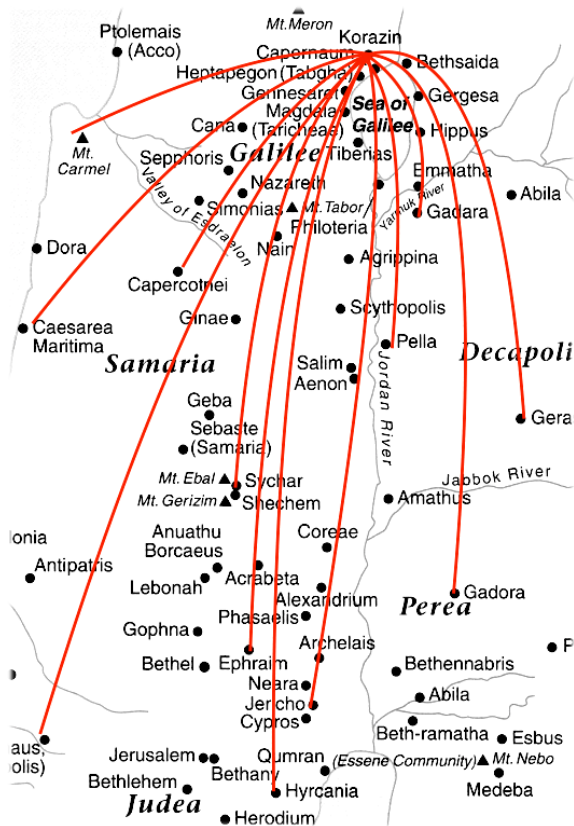 Mt. Meron
Ptolemais
(Acco)
Korazin
Capernaum
Bethsaida
Heptapegon (Tabgha)
Gennesaret
Gergesa
Magdala
(Taricheae)
Sea of
Galilee
Cana
Hippus
Mt.
Carmel
Galilee
Tiberias
Sepphoris
Emmatha
Valley of Esdraelon
Nazareth
Yarmuk River
Abila
Simonias
Mt. Tabor
Gadara
Philoteria
Nain
Dora
Agrippina
Capercotnei
Scythopolis
Ginae
Caesarea
Maritima
Pella
Decapoli
Samaria
Salim
Aenon
Jordan River
Geba
Gera
Sebaste
(Samaria)
Mt. Ebal
Sychar
Jabbok River
Mt. Gerizim
Shechem
Amathus
lonia
Anuathu
Borcaeus
Coreae
Antipatris
Lebonah
Acrabeta
Alexandrium
Gadora
Perea
Phasaelis
Gophna
Archelais
P
Bethel
Ephraim
Bethennabris
Neara
Jericho
Abila
Cypros
Beth-ramatha
aus,
olis)
Esbus
Jerusalem
Qumran
(Essene Community)
Mt. Nebo
Bethany
Bethlehem
Hyrcania
Medeba
Judea
Herodium